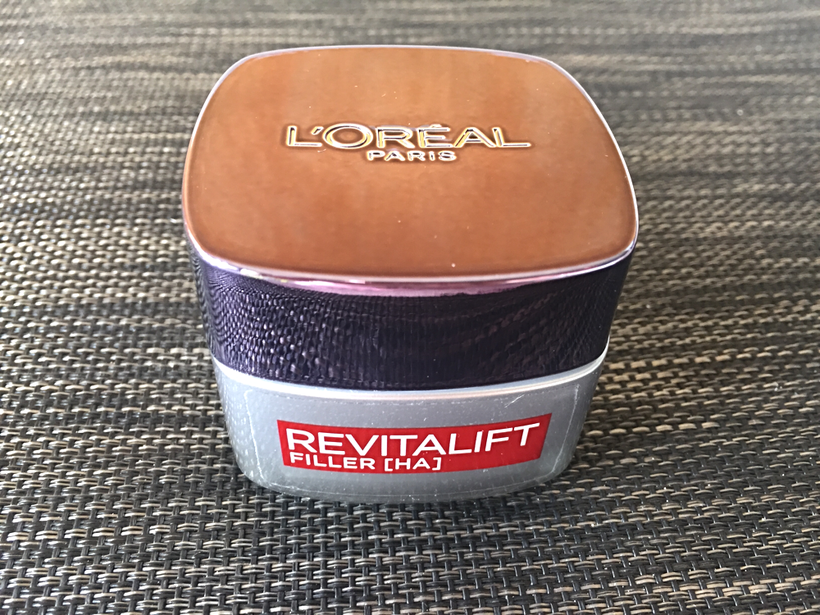 L'ORÉAL
PARIS
REVITALIFT
FILLER [HA]